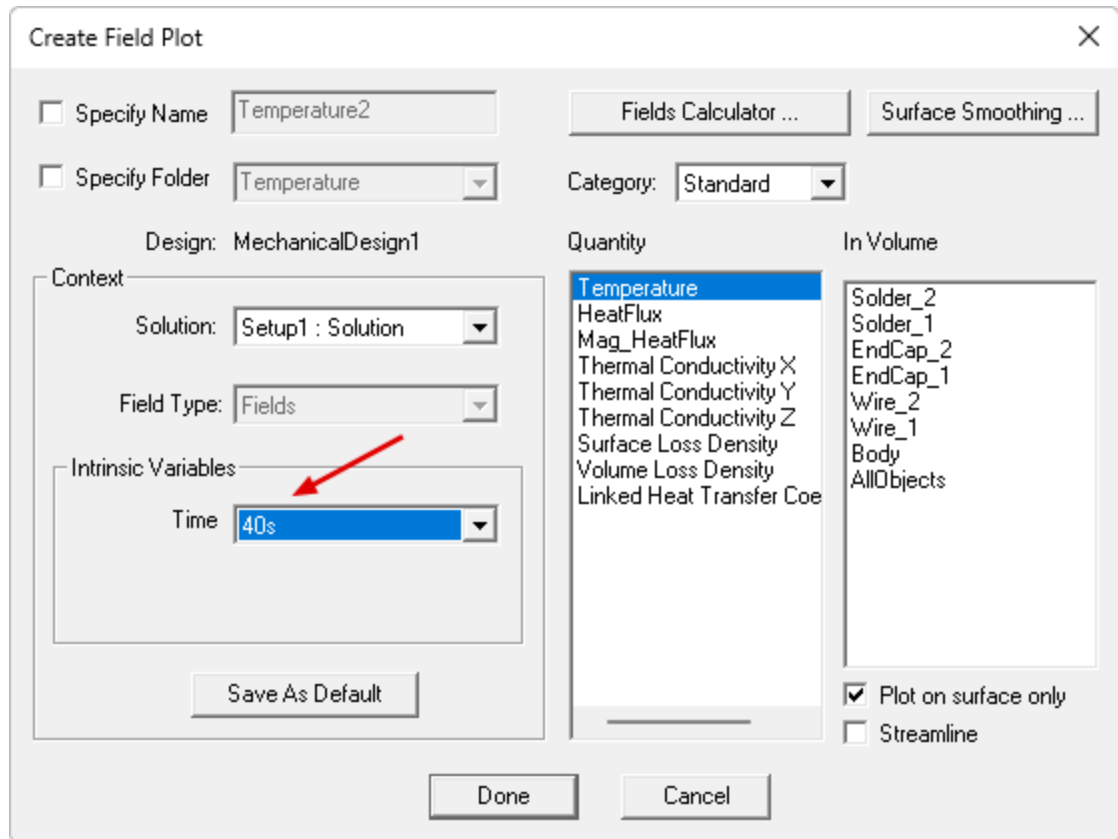 Create Field Plot
Specify Name
Temperature2
Fields Calculator ...
Surface Smoothing ...
Specify Folder
Temperature
Category:
Standard
Design: MechanicalDesign1
Context
Solution:
Setup1 : Solution
Field Type:
Fields
Intrinsic Variables
Time
40s
Save As Default
Quantity
Temperature
HeatFlux
Mag_HeatFlux
Thermal Conductivity X
Thermal Conductivity Y
Thermal Conductivity Z
Surface Loss Density
Volume Loss Density
Linked Heat Transfer Coe
In Volume
Solder_2
Solder_1
EndCap_2
EndCap_1
Wire_2
Wire_1
Body
AllObjects
Plot on surface only
Streamline
Done
Cancel